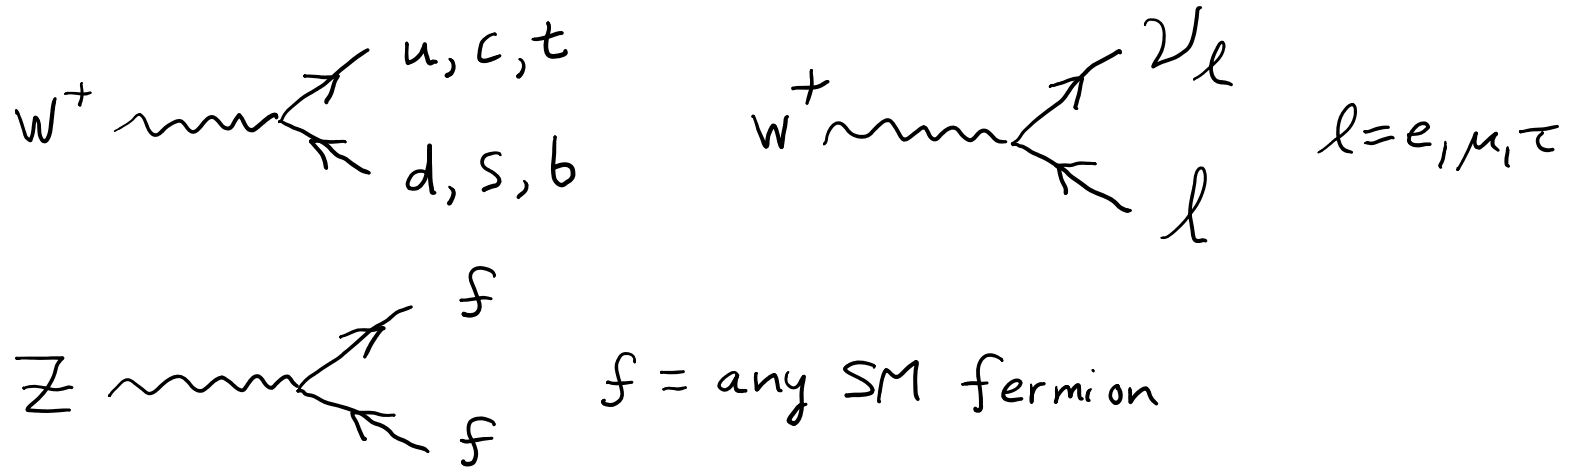 W⁺ u, c, t
d, s, b
W⁺ ν_ℓ
ℓ
ℓ = e, μ, τ
Z f
f
f = any SM fermion